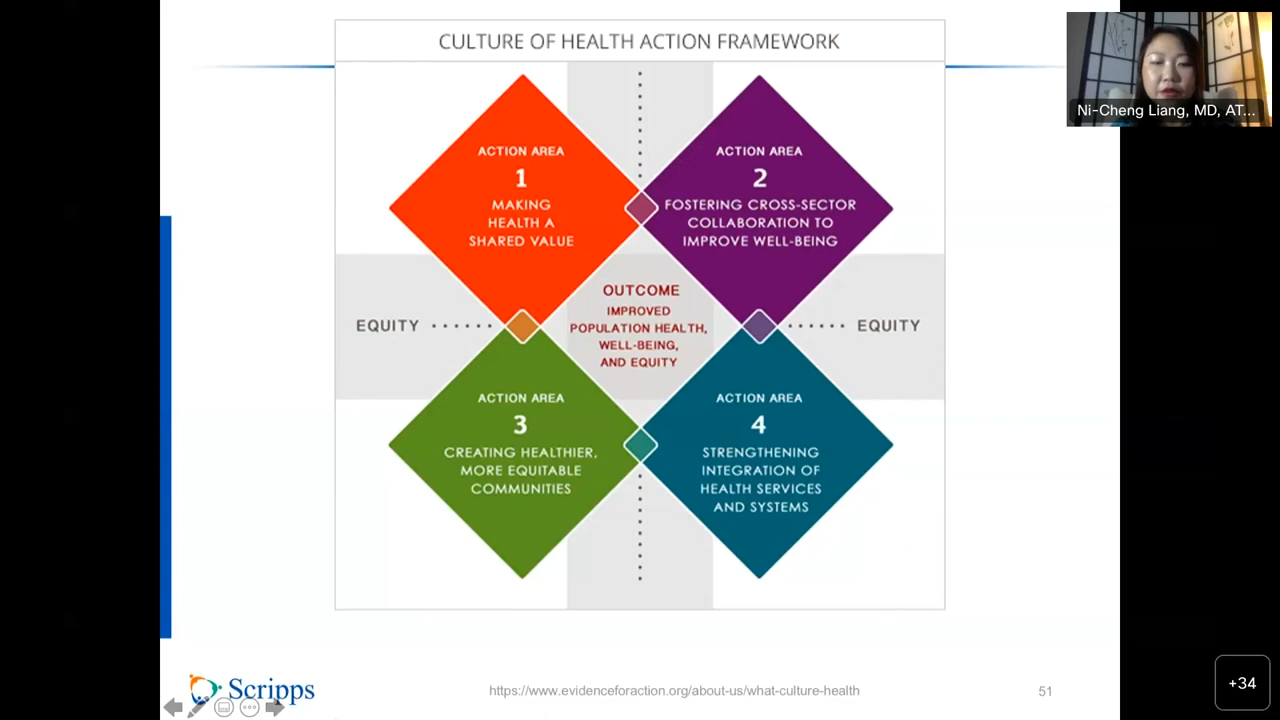 CULTURE OF HEALTH ACTION FRAMEWORK
Ni-Cheng Liang, MD, AT...
ACTION AREA
1
MAKING
HEALTH A
SHARED VALUE
ACTION AREA
2
FOSTERING CROSS-SECTOR
COLLABORATION TO
IMPROVE WELL-BEING
EQUITY
OUTCOME
IMPROVED
POPULATION HEALTH,
WELL-BEING,
AND EQUITY
EQUITY
ACTION AREA
3
CREATING HEALTHIER,
MORE EQUITABLE
COMMUNITIES
ACTION AREA
4
STRENGTHENING
INTEGRATION OF
HEALTH SERVICES
AND SYSTEMS
Scripps
https://www.evidenceforaction.org/about-us/what-culture-health
51
+34